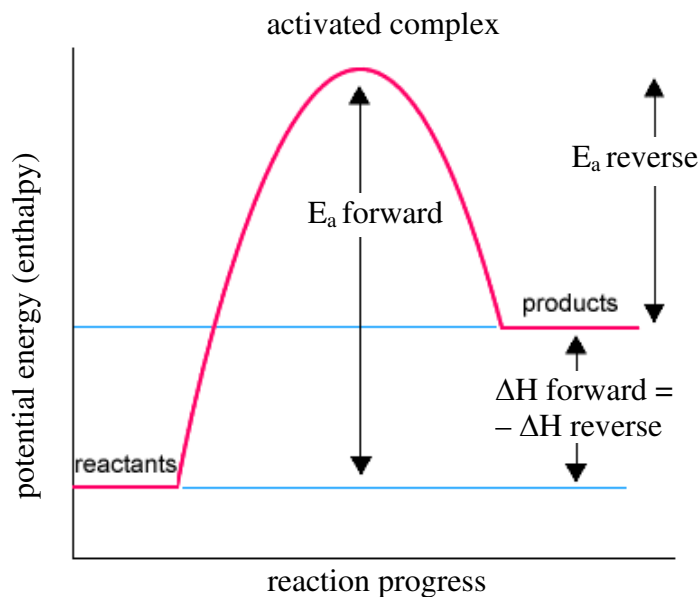 activated complex
potential energy (enthalpy)
Eₐ forward
Eₐ reverse
products
ΔH forward =
– ΔH reverse
reactants
reaction progress